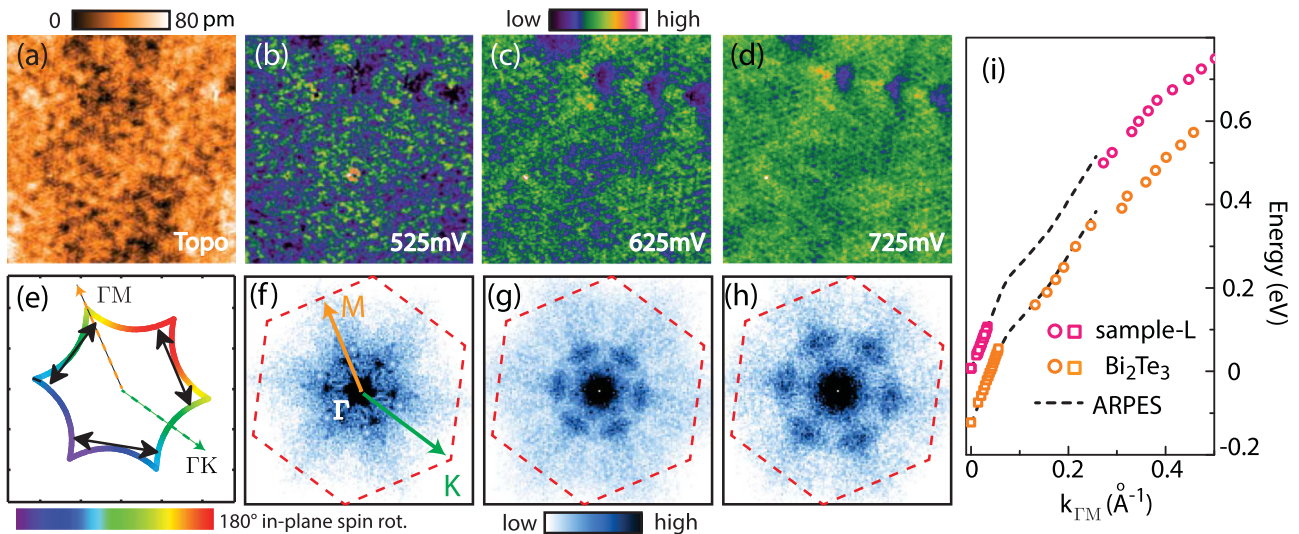 0 80 pm
low high
(a) Topo
(b) 525mV
(c) 625mV
(d) 725mV
(e) ΓM ΓK
180° in-plane spin rot.
(f) M Γ K
(g)
(h)
low high
(i)
0.6
0.4
0.2
0
-0.2
Energy (eV)
sample-L
Bi₂Te₃
ARPES
0.0 0.2 0.4
k_ΓM (Å⁻¹)